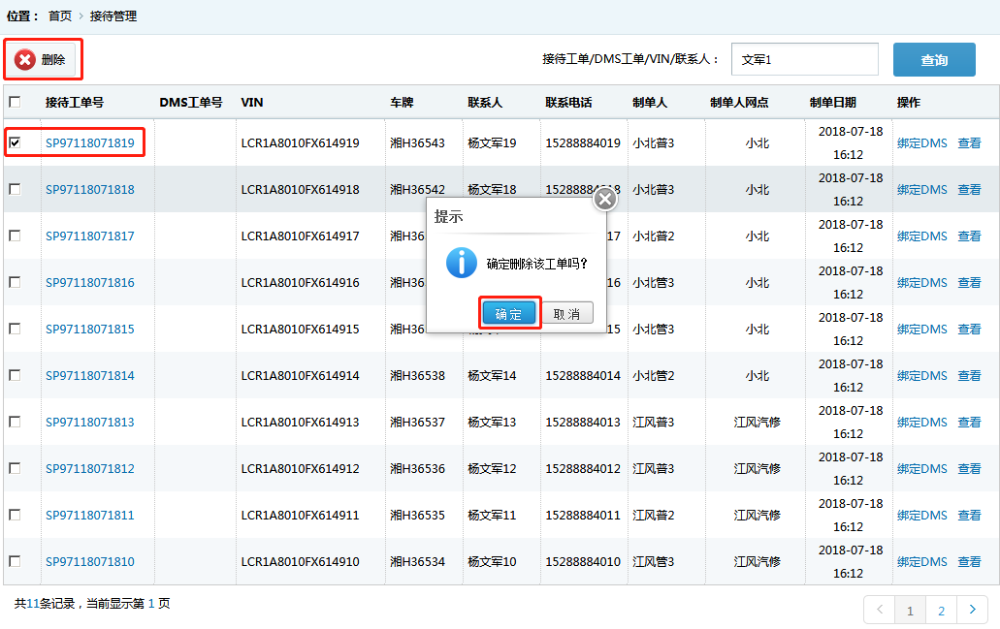 位置： 首页 › 接待管理
删除 接待工单/DMS工单/VIN/联系人： 文军1 查询
接待工单号 DMS工单号 VIN 车牌 联系人 联系电话 制单人 制单人网点 制单日期 操作
SP97118071819 LCR1A8010FX614919 湘H36543 杨文军19 15288884019 小北普3 小北 2018-07-18 16:12 绑定DMS 查看
SP97118071818 LCR1A8010FX614918 湘H36542 杨文军18 小北普3 小北 2018-07-18 16:12 绑定DMS 查看
SP97118071817 LCR1A8010FX614917 湘H36 17 小北普2 小北 2018-07-18 16:12 绑定DMS 查看
SP97118071816 LCR1A8010FX614916 湘H36 16 小北管3 小北 2018-07-18 16:12 绑定DMS 查看
SP97118071815 LCR1A8010FX614915 湘H36 15 小北管3 小北 2018-07-18 16:12 绑定DMS 查看
SP97118071814 LCR1A8010FX614914 湘H36538 杨文军14 15288884014 小北管2 小北 2018-07-18 16:12 绑定DMS 查看
SP97118071813 LCR1A8010FX614913 湘H36537 杨文军13 15288884013 江风普3 江风汽修 2018-07-18 16:12 绑定DMS 查看
SP97118071812 LCR1A8010FX614912 湘H36536 杨文军12 15288884012 江风普3 江风汽修 2018-07-18 16:12 绑定DMS 查看
SP97118071811 LCR1A8010FX614911 湘H36535 杨文军11 15288884011 江风普2 江风汽修 2018-07-18 16:12 绑定DMS 查看
SP97118071810 LCR1A8010FX614910 湘H36534 杨文军10 15288884010 江风管3 江风汽修 2018-07-18 16:12 绑定DMS 查看
提示
确定删除该工单吗?
确定 取消
共11条记录，当前显示第 1 页
1 2